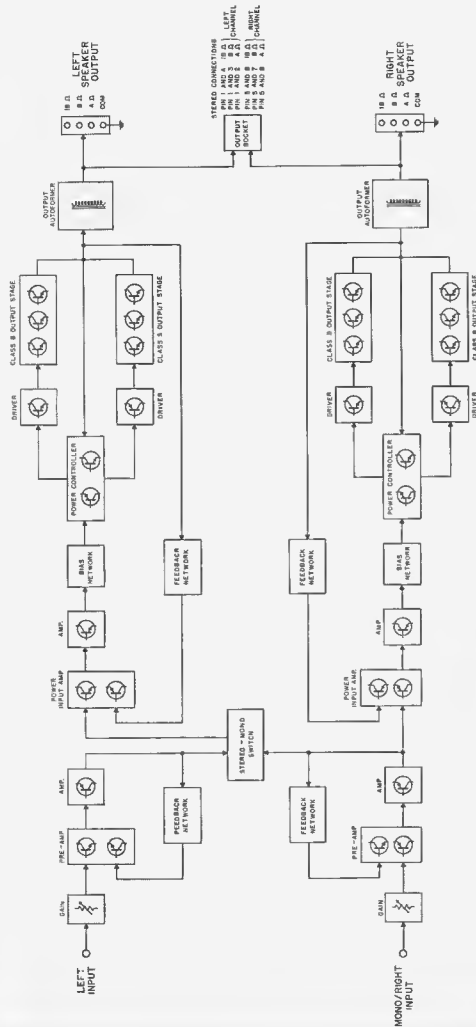 LEFT
INPUT
GAIN
PRE-AMP
AMP.
FEEDBACK
NETWORK
POWER
INPUT AMP.
AMP.
BIAS
NETWORK
POWER CONTROLLER
FEEDBACK
NETWORK
DRIVER
CLASS B OUTPUT STAGE
DRIVER
CLASS B OUTPUT STAGE
OUTPUT
AUTOFORMER
LEFT
SPEAKER
OUTPUT
16 Ω
8 Ω
4 Ω
COM
STEREO-MONO
SWITCH
OUTPUT
SOCKET
STEREO CONNECTIONS
PIN 1 AND 4 16 Ω
PIN 1 AND 3 8 Ω
PIN 1 AND 2 4 Ω
LEFT
CHANNEL
PIN 5 AND 8 16 Ω
PIN 5 AND 7 8 Ω
PIN 5 AND 6 4 Ω
RIGHT
CHANNEL
MONO/RIGHT
INPUT
GAIN
PRE-AMP
AMP.
FEEDBACK
NETWORK
POWER
INPUT AMP.
AMP
BIAS
NETWORK
POWER CONTROLLER
FEEDBACK
NETWORK
DRIVER
CLASS B OUTPUT STAGE
DRIVER
CLASS B OUTPUT STAGE
OUTPUT
AUTOFORMER
RIGHT
SPEAKER
OUTPUT
16 Ω
8 Ω
4 Ω
COM